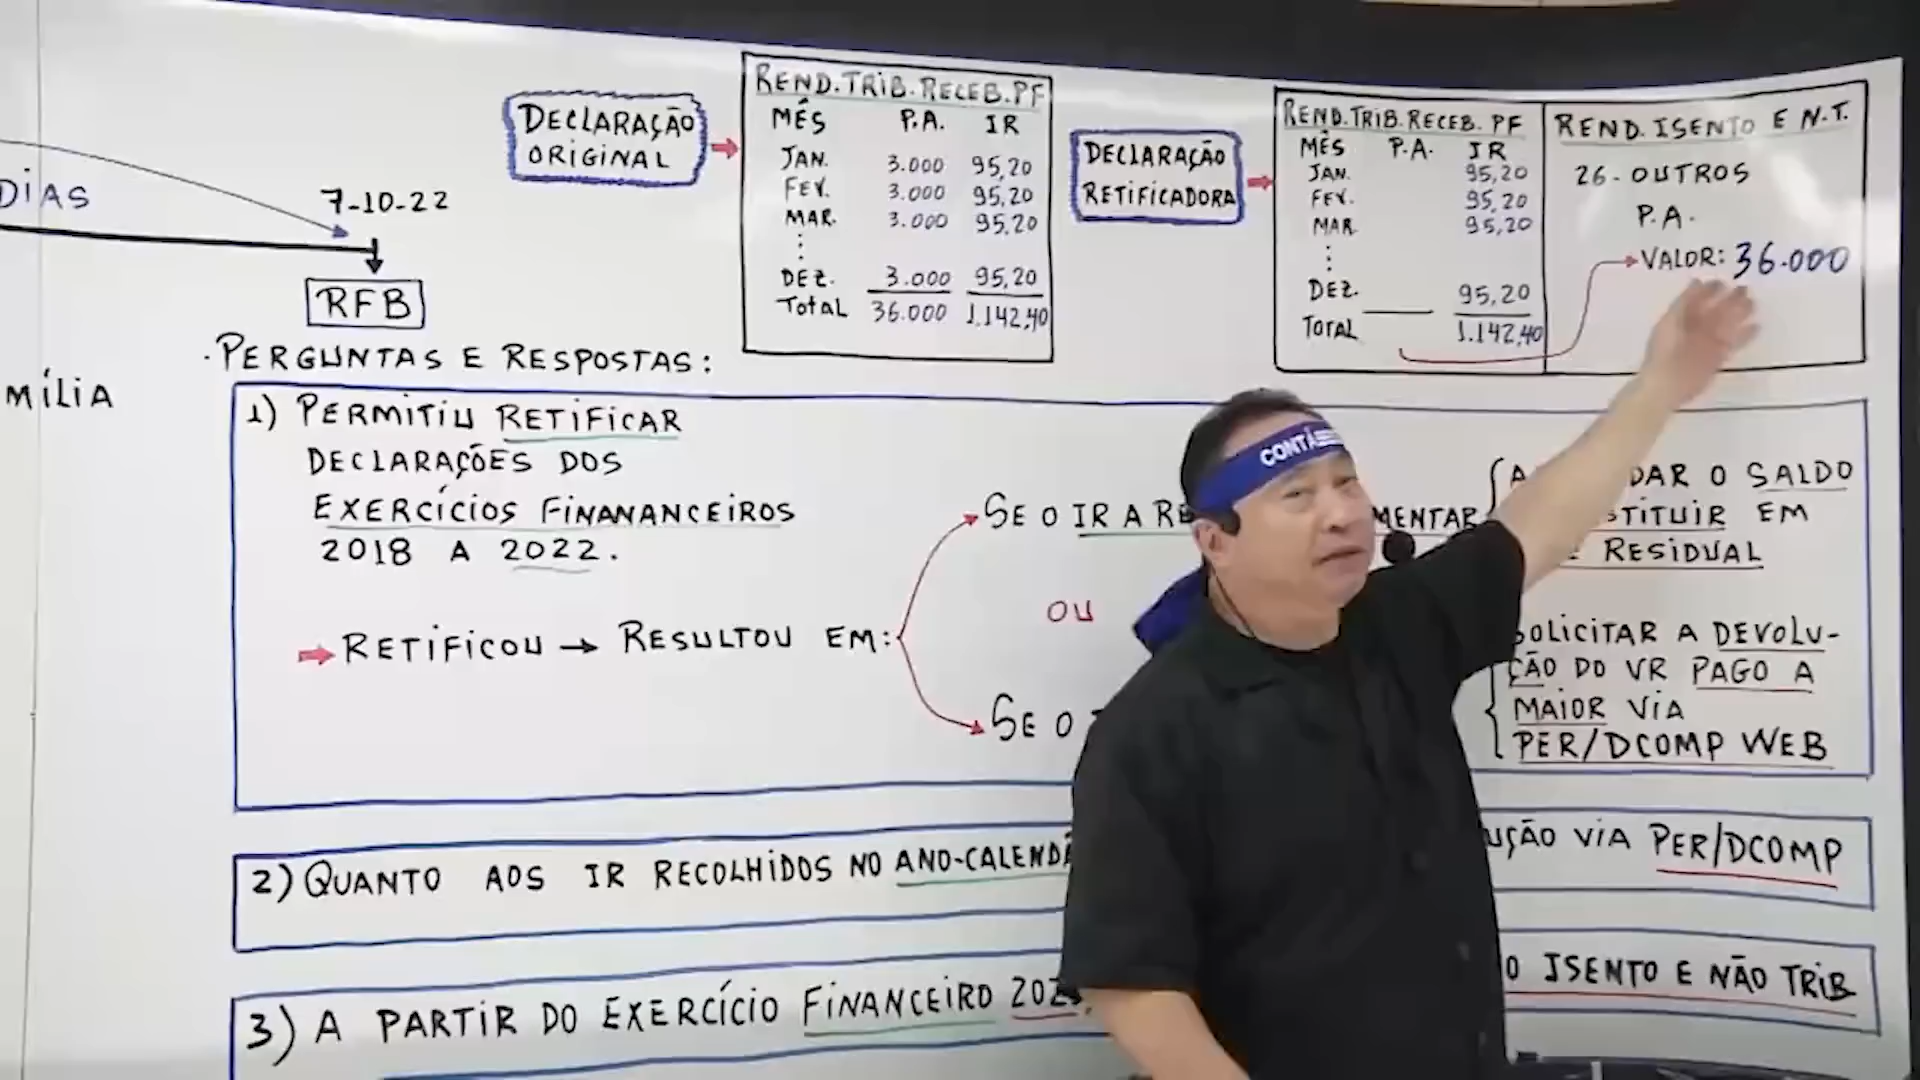 DIAS
7-10-22
RFB
MÍLIA
DECLARAÇÃO
ORIGINAL
REND.TRIB.RECEB.PF
MÊS P.A. IR
JAN. 3.000 95,20
FEV. 3.000 95,20
MAR. 3.000 95,20
DEZ. 3.000 95,20
TOTAL 36.000 1.142,40
DECLARAÇÃO
RETIFICADORA
REND.TRIB.RECEB.PF
MÊS P.A. IR
JAN. 95,20
FEV. 95,20
MAR. 95,20
DEZ. 95,20
TOTAL 1.142,40
REND. ISENTO E N.T.
26-OUTROS
P.A.
VALOR: 36.000
• PERGUNTAS E RESPOSTAS:
1) PERMITIU RETIFICAR
DECLARAÇÕES DOS
EXERCÍCIOS FINANANCEIROS
2018 A 2022.
RETIFICOU → RESULTOU EM:
SE O IR A
MENTAR
DAR O SALDO
STITUIR EM
RESIDUAL
OU
SE O
SOLICITAR A DEVOLU-
ÇÃO DO VR PAGO A
MAIOR VIA
PER/DCOMP WEB
2) QUANTO AOS IR RECOLHIDOS NO ANO-CALENDÁ
UÇÃO VIA PER/DCOMP
3) A PARTIR DO EXERCÍCIO FINANCEIRO 202
O ISENTO E NÃO TRIB
CONTÁ